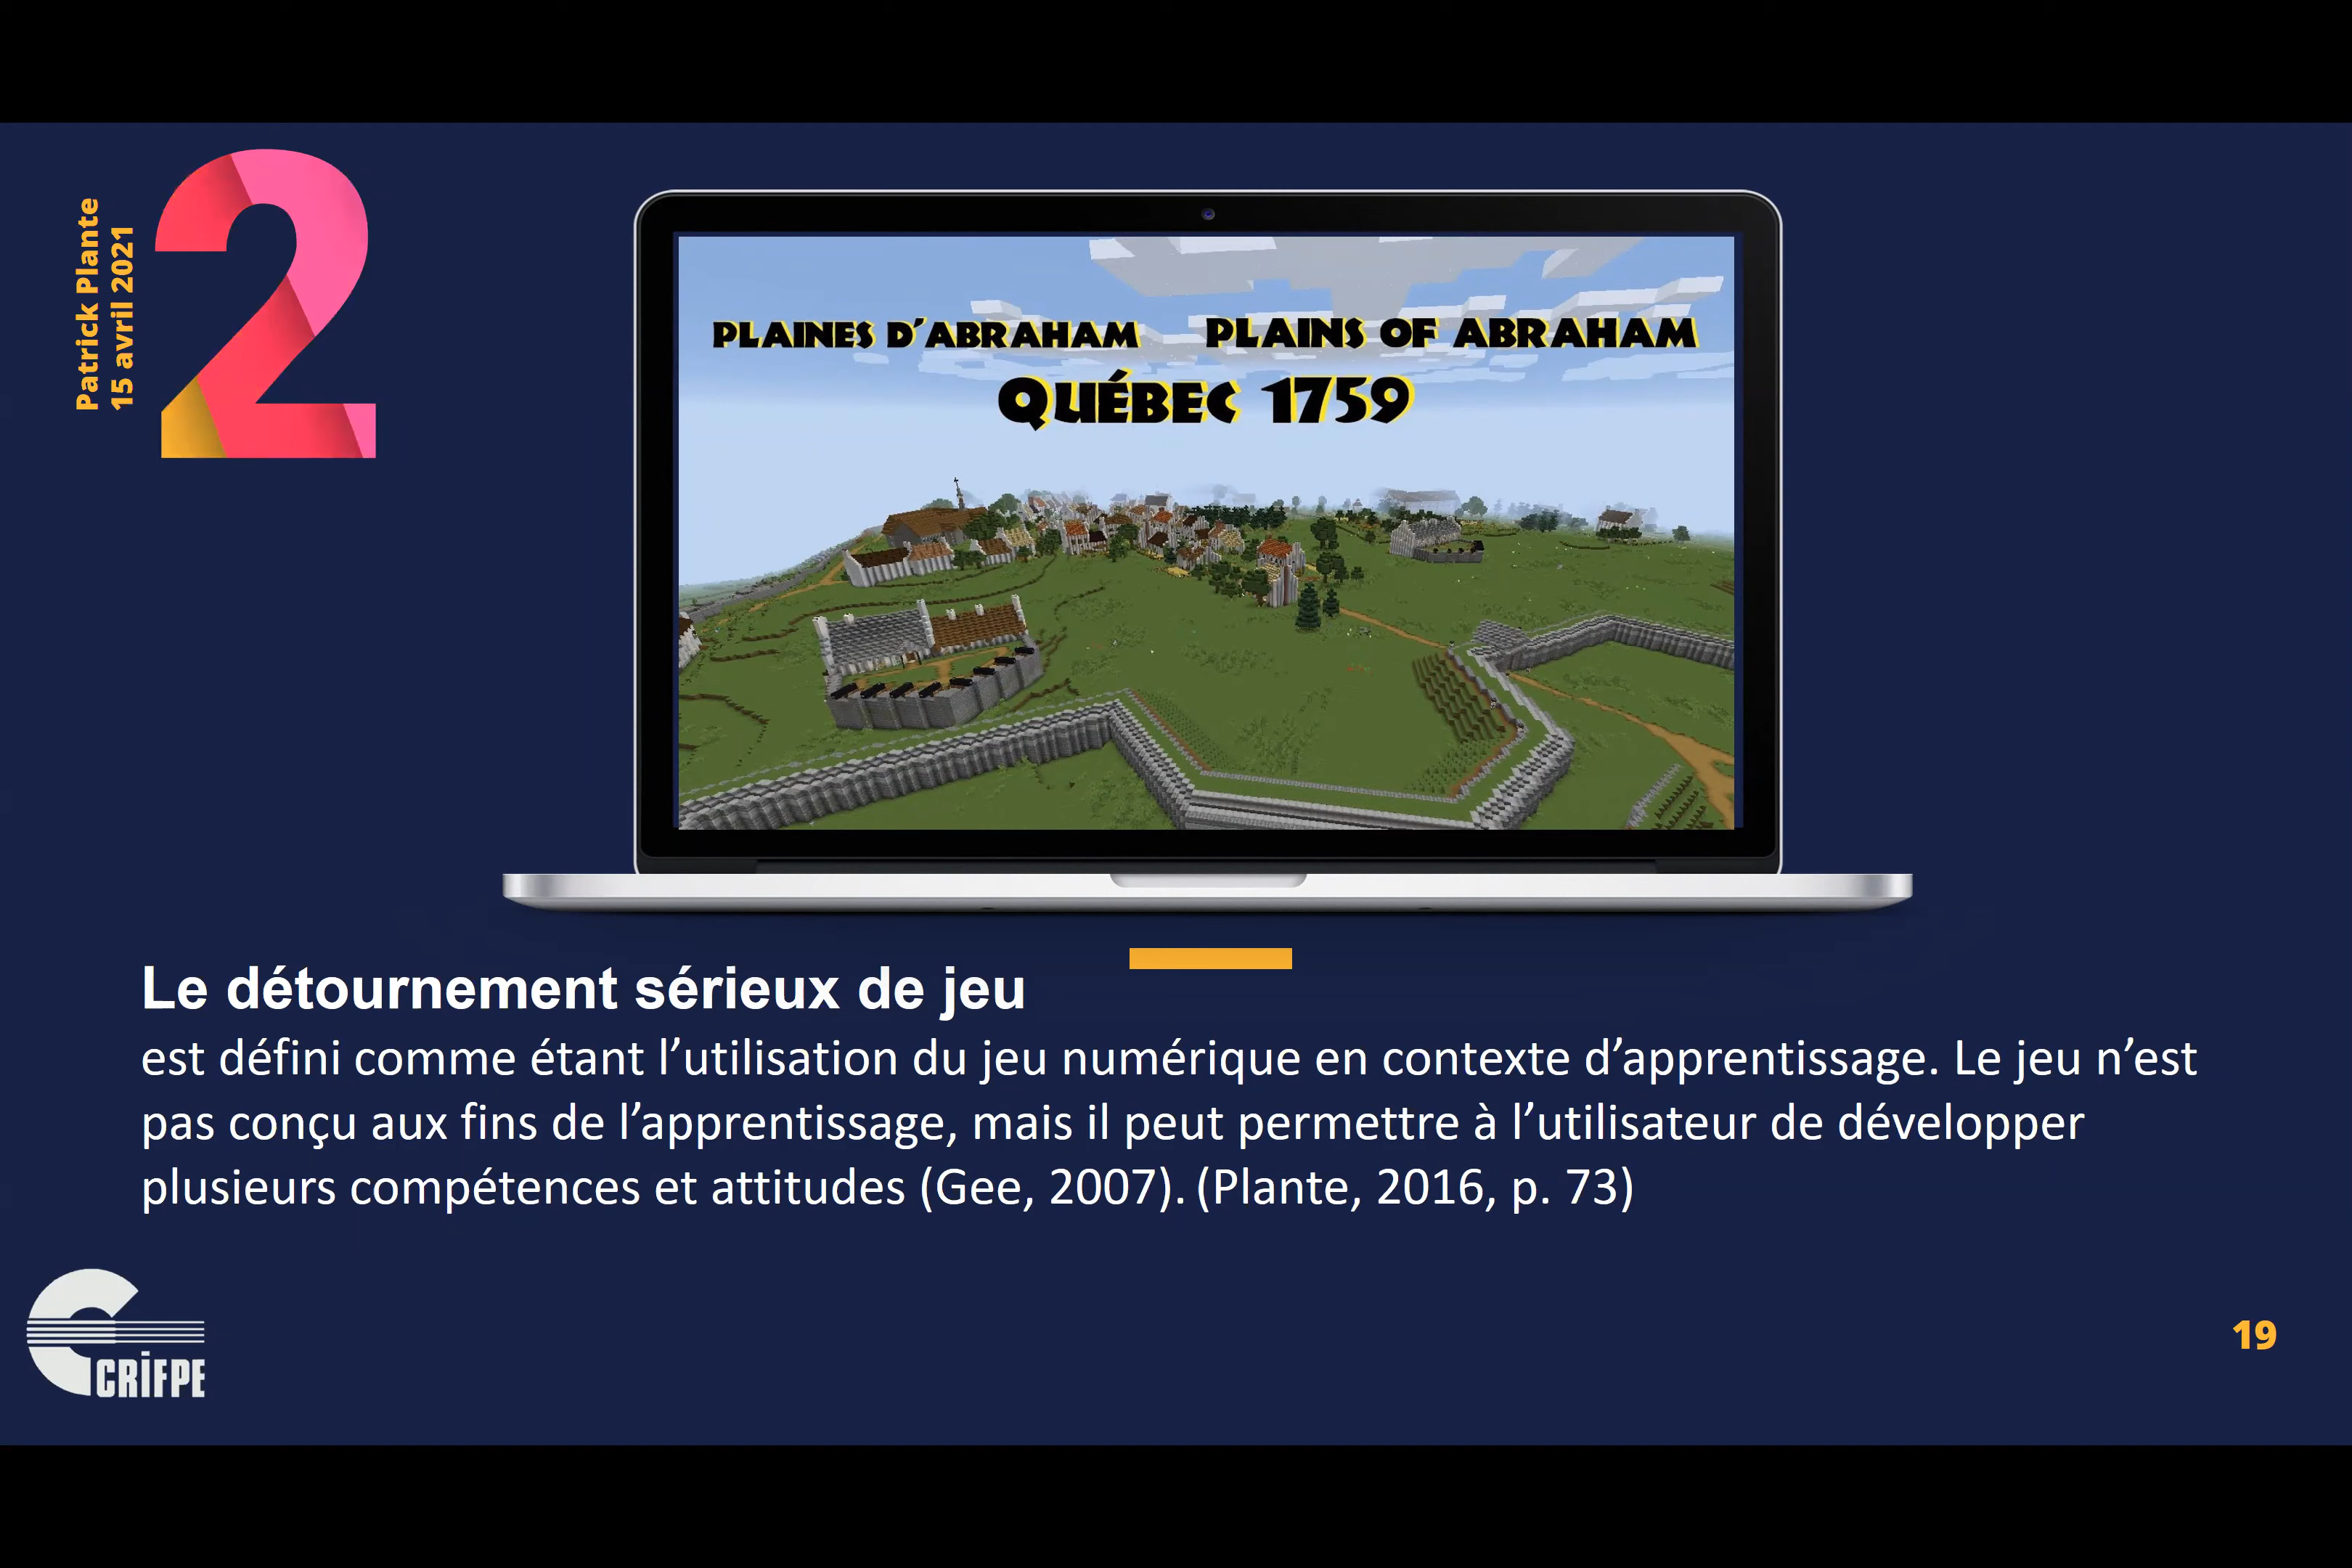 Patrick Plante
15 avril 2021
2
PLAINES D'ABRAHAM PLAINS OF ABRAHAM
QUÉBEC 1759
Le détournement sérieux de jeu
est défini comme étant l’utilisation du jeu numérique en contexte d’apprentissage. Le jeu n’est
pas conçu aux fins de l’apprentissage, mais il peut permettre à l’utilisateur de développer
plusieurs compétences et attitudes (Gee, 2007). (Plante, 2016, p. 73)
CRIFPE
19